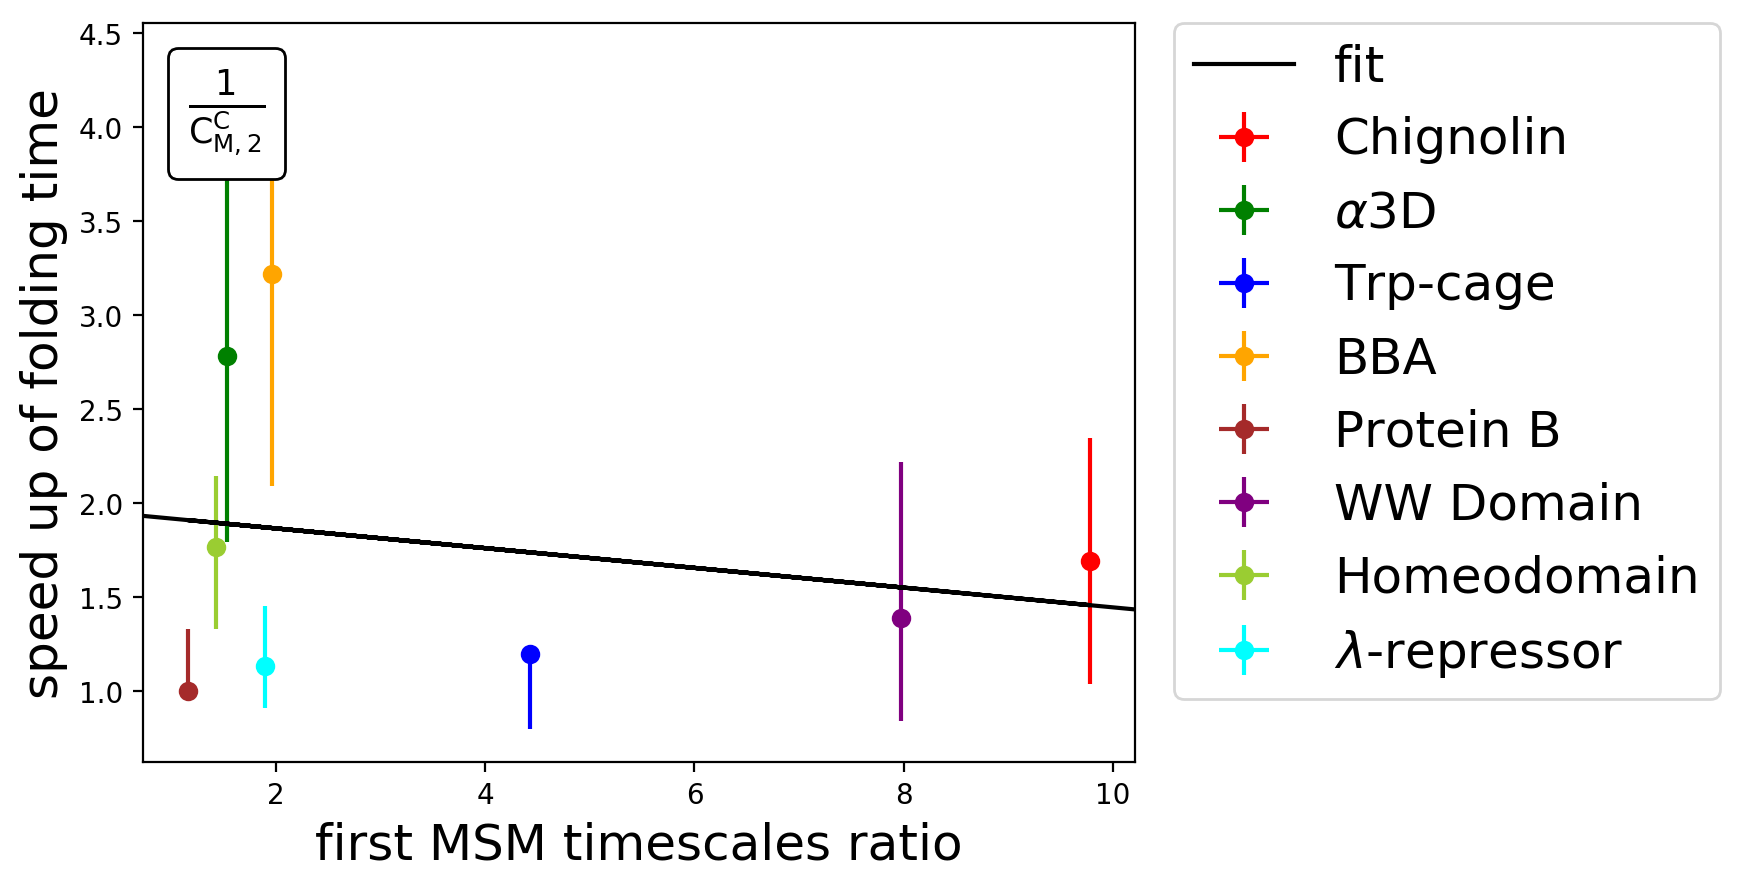 speed up of folding time
4.5
4.0
3.5
3.0
2.5
2.0
1.5
1.0
1
C^C_M, 2
2
4
6
8
10
first MSM timescales ratio
fit
Chignolin
α3D
Trp-cage
BBA
Protein B
WW Domain
Homeodomain
λ-repressor